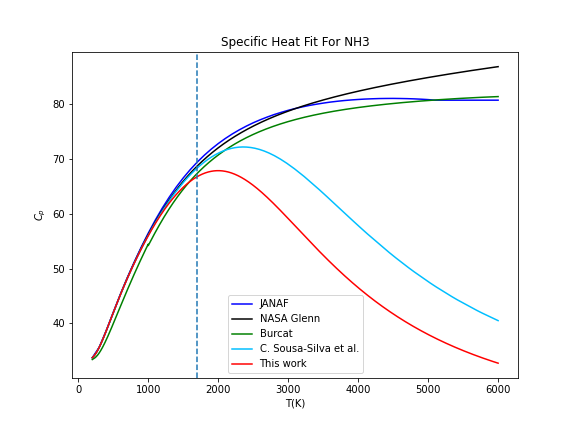 Specific Heat Fit For NH3
80
70
60
50
40
C_p
0 1000 2000 3000 4000 5000 6000
T(K)
JANAF
NASA Glenn
Burcat
C. Sousa-Silva et al.
This work